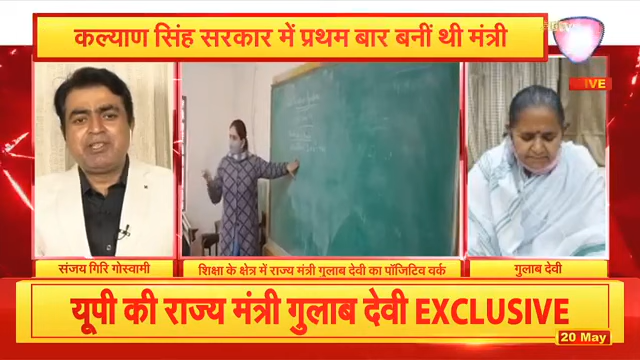 कल्याण सिंह सरकार में प्रथम बार बनीं थी मंत्री
LIVE
संजय गिरि गोस्वामी
शिक्षा के क्षेत्र में राज्य मंत्री गुलाब देवी का पॉजिटिव वर्क
गुलाब देवी
यूपी की राज्य मंत्री गुलाब देवी EXCLUSIVE
20 May